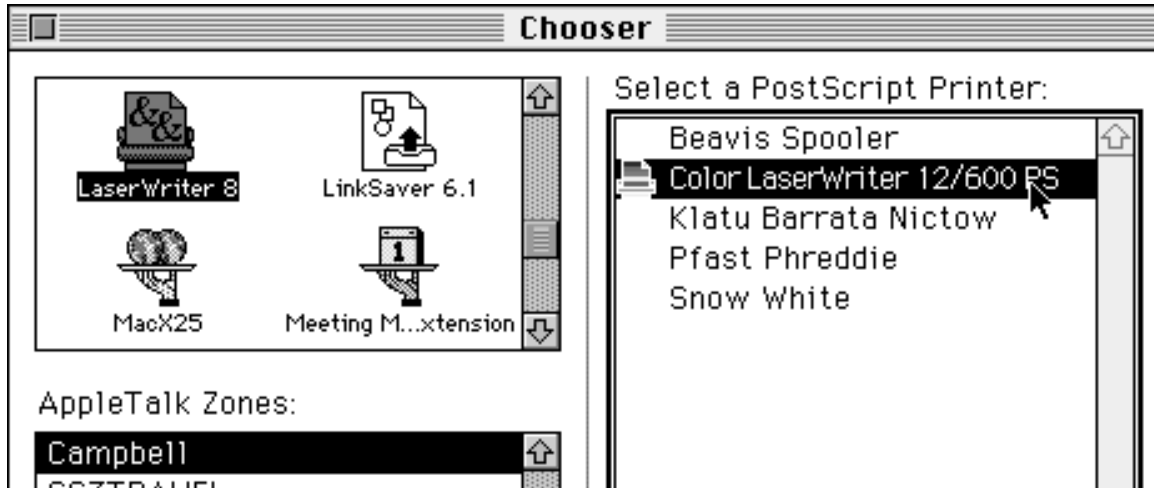 Chooser
LaserWriter 8
LinkSaver 6.1
MacX25
Meeting M...xtension
AppleTalk Zones:
Campbell
Select a PostScript Printer:
Beavis Spooler
Color LaserWriter 12/600 PS
Klatu Barrata Nictow
Pfast Phreddie
Snow White